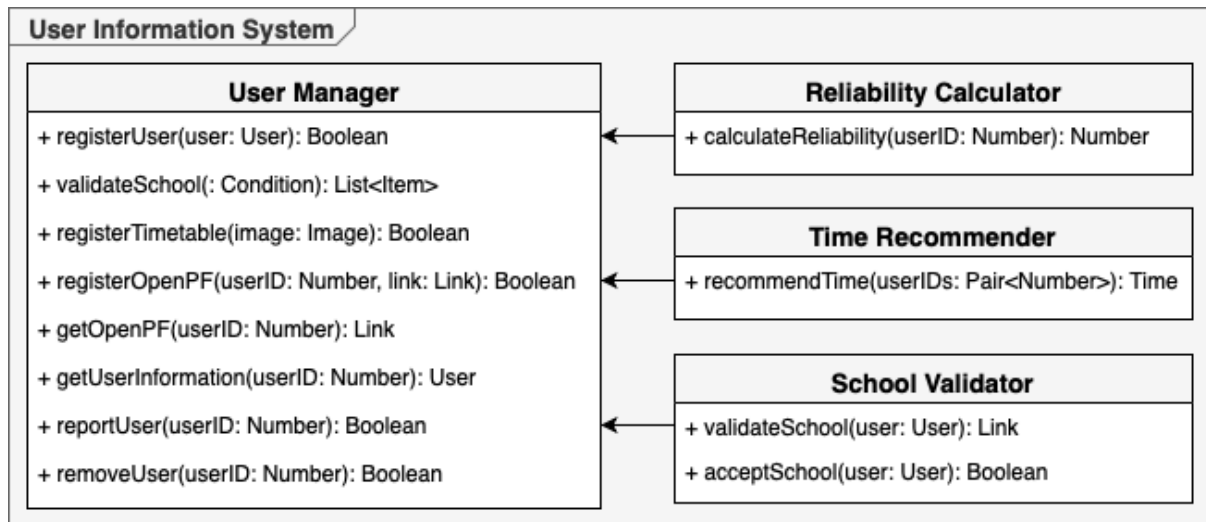 User Information System
User Manager
+ registerUser(user: User): Boolean
+ validateSchool(: Condition): List<Item>
+ registerTimetable(image: Image): Boolean
+ registerOpenPF(userID: Number, link: Link): Boolean
+ getOpenPF(userID: Number): Link
+ getUserInformation(userID: Number): User
+ reportUser(userID: Number): Boolean
+ removeUser(userID: Number): Boolean
Reliability Calculator
+ calculateReliability(userID: Number): Number
Time Recommender
+ recommendTime(userIDs: Pair<Number>): Time
School Validator
+ validateSchool(user: User): Link
+ acceptSchool(user: User): Boolean